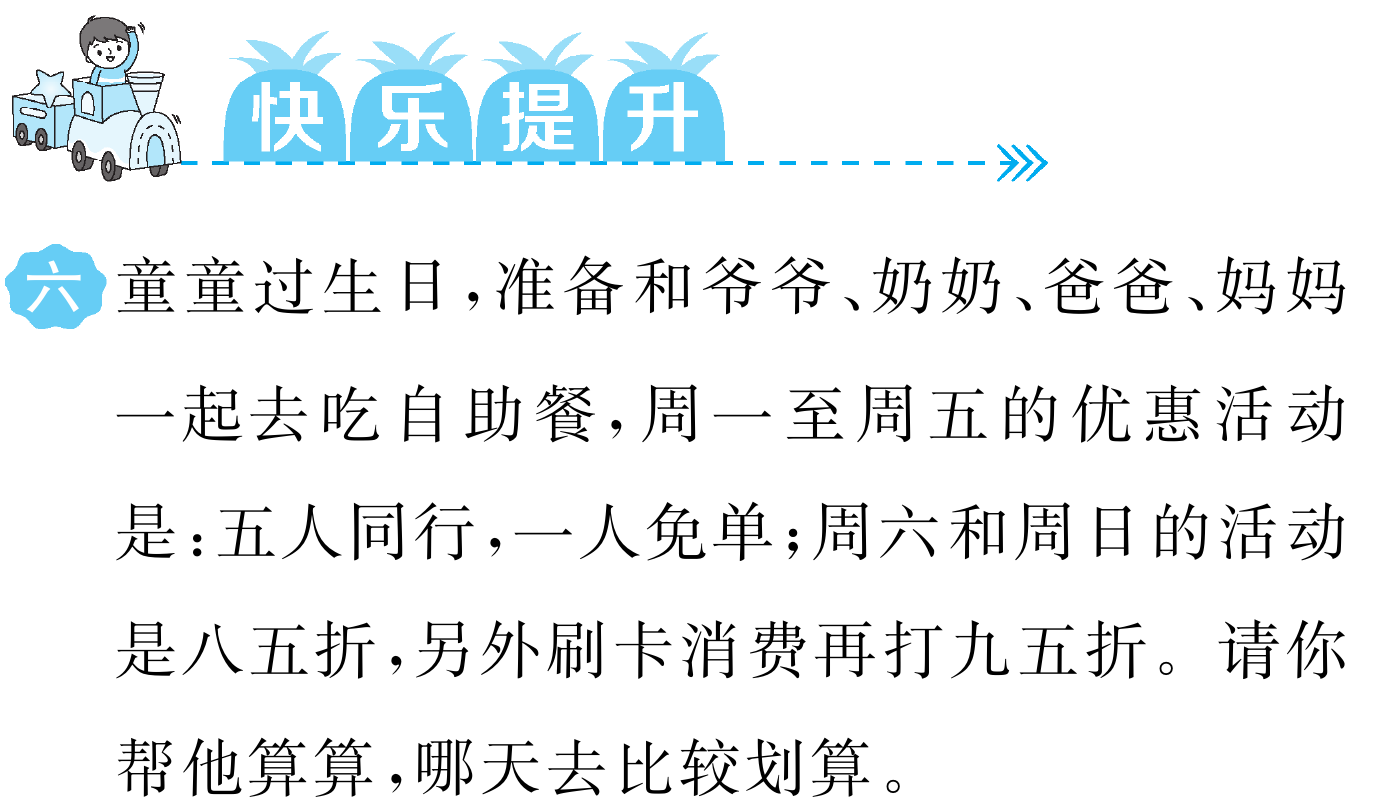 快乐提升
六 童童过生日,准备和爷爷、奶奶、爸爸、妈妈
一起去吃自助餐,周一至周五的优惠活动
是:五人同行,一人免单;周六和周日的活动
是八五折,另外刷卡消费再打九五折。请你
帮他算算,哪天去比较划算。